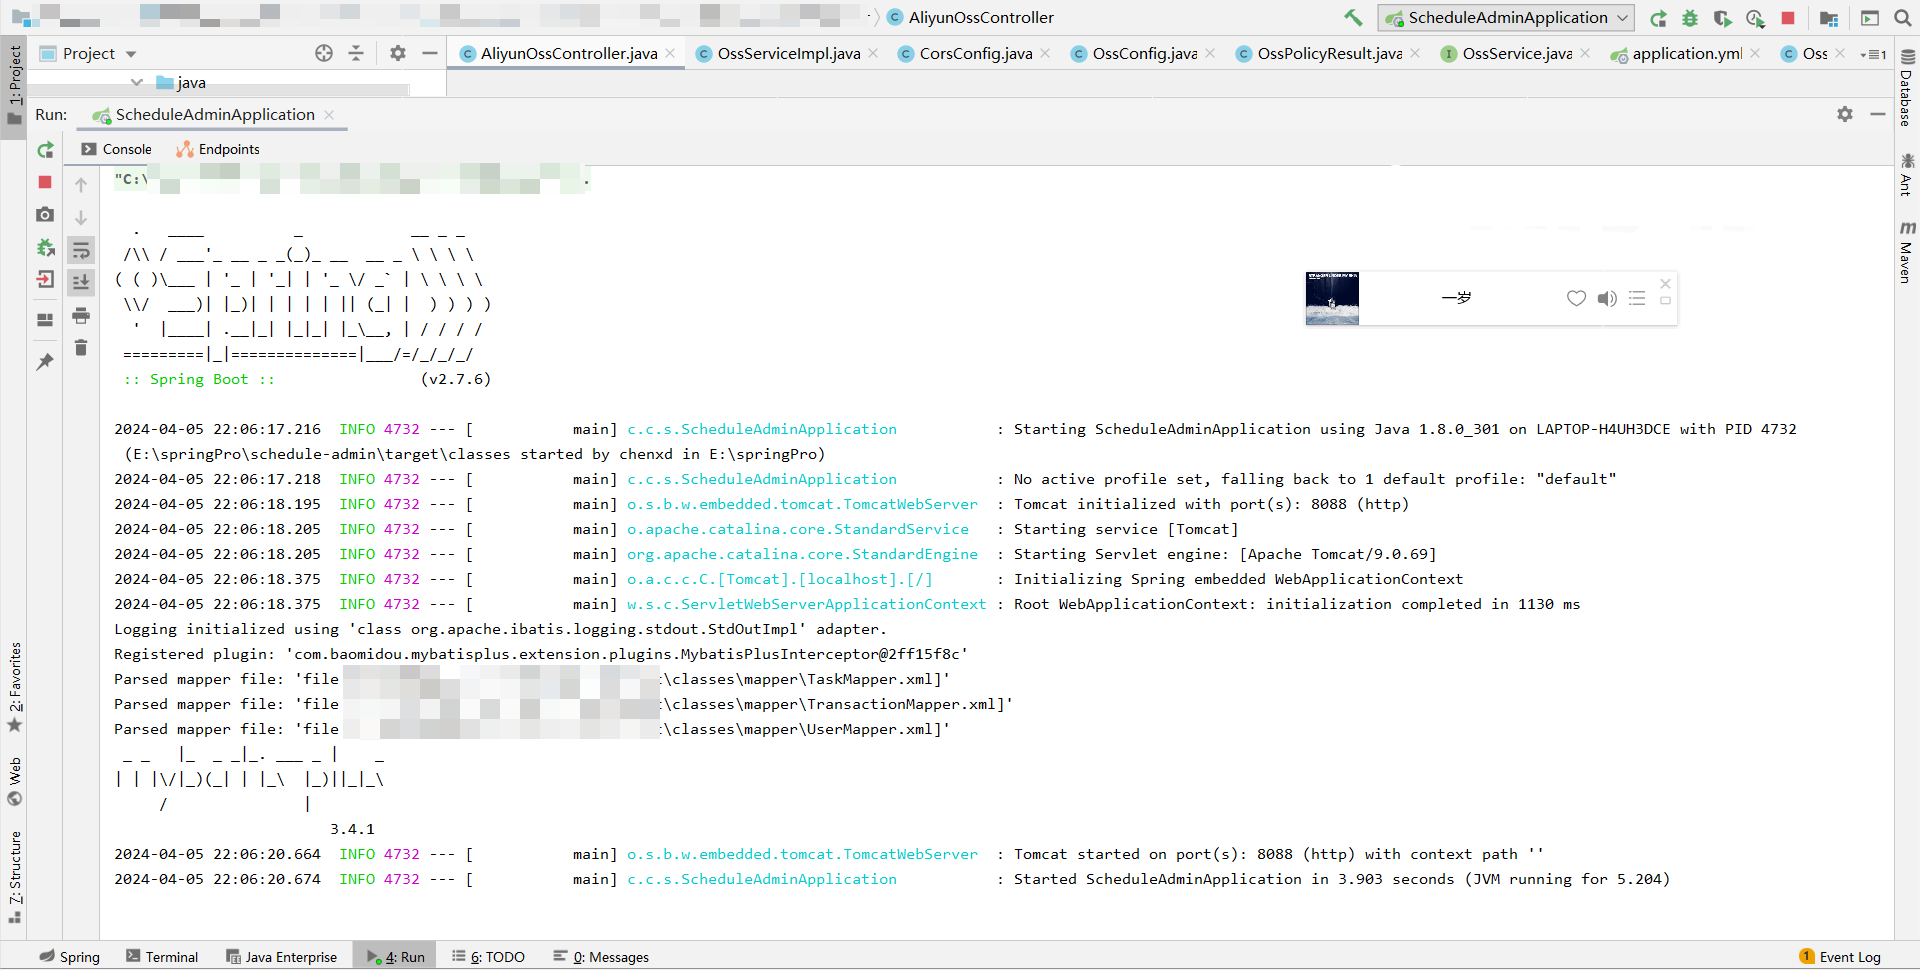 AliyunOssController
ScheduleAdminApplication
1: Project
Project
AliyunOssController.java
OssServiceImpl.java
CorsConfig.java
OssConfig.java
OssPolicyResult.java
OssService.java
application.yml
Oss
1
java
Run:
ScheduleAdminApplication
Console
Endpoints
"C:\
.
  .   ____          _            __ _ _
 /\\ / ___'_ __ _ _(_)_ __  __ _ \ \ \ \
( ( )\___ | '_ | '_| | '_ \/ _` | \ \ \ \
 \\/  ___)| |_)| | | | | || (_| |  ) ) ) )
  '  |____| .__|_| |_|_| |_\__, | / / / /
 =========|_|==============|___/=/_/_/_/
 :: Spring Boot ::                (v2.7.6)
一岁
2024-04-05 22:06:17.216  INFO 4732 --- [           main] c.c.s.ScheduleAdminApplication           : Starting ScheduleAdminApplication using Java 1.8.0_301 on LAPTOP-H4UH3DCE with PID 4732
 (E:\springPro\schedule-admin\target\classes started by chenxd in E:\springPro)
2024-04-05 22:06:17.218  INFO 4732 --- [           main] c.c.s.ScheduleAdminApplication           : No active profile set, falling back to 1 default profile: "default"
2024-04-05 22:06:18.195  INFO 4732 --- [           main] o.s.b.w.embedded.tomcat.TomcatWebServer  : Tomcat initialized with port(s): 8088 (http)
2024-04-05 22:06:18.205  INFO 4732 --- [           main] o.apache.catalina.core.StandardService   : Starting service [Tomcat]
2024-04-05 22:06:18.205  INFO 4732 --- [           main] org.apache.catalina.core.StandardEngine  : Starting Servlet engine: [Apache Tomcat/9.0.69]
2024-04-05 22:06:18.375  INFO 4732 --- [           main] o.a.c.c.C.[Tomcat].[localhost].[/]       : Initializing Spring embedded WebApplicationContext
2024-04-05 22:06:18.375  INFO 4732 --- [           main] w.s.c.ServletWebServerApplicationContext : Root WebApplicationContext: initialization completed in 1130 ms
Logging initialized using 'class org.apache.ibatis.logging.stdout.StdOutImpl' adapter.
Registered plugin: 'com.baomidou.mybatisplus.extension.plugins.MybatisPlusInterceptor@2ff15f8c'
Parsed mapper file: 'file \classes\mapper\TaskMapper.xml]'
Parsed mapper file: 'file \classes\mapper\TransactionMapper.xml]'
Parsed mapper file: 'file \classes\mapper\UserMapper.xml]'
 _ _   |_  _ _|_. ___ _ |    _
| | |\/|_)(_| | |_\  |_)||_|_\
     /               |
                        3.4.1
2024-04-05 22:06:20.664  INFO 4732 --- [           main] o.s.b.w.embedded.tomcat.TomcatWebServer  : Tomcat started on port(s): 8088 (http) with context path ''
2024-04-05 22:06:20.674  INFO 4732 --- [           main] c.c.s.ScheduleAdminApplication           : Started ScheduleAdminApplication in 3.903 seconds (JVM running for 5.204)
2: Favorites
Web
7: Structure
Database
Ant
m Maven
Spring
Terminal
Java Enterprise
4: Run
6: TODO
0: Messages
1 Event Log